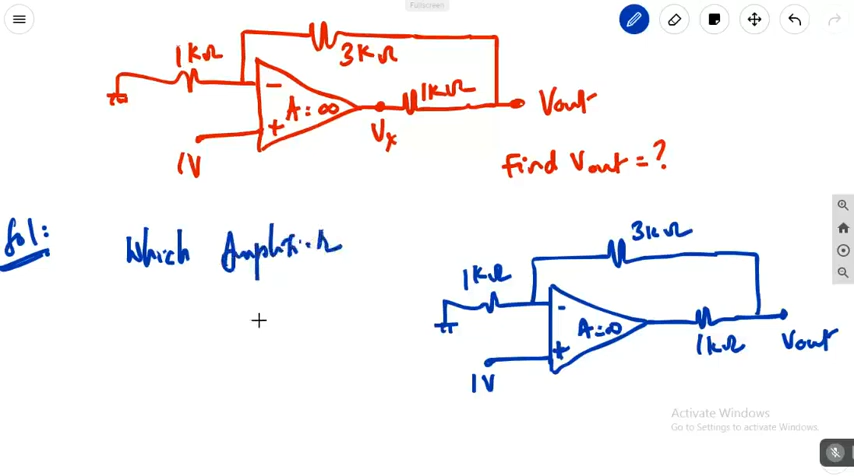 Fullscreen
1kΩ
3kΩ
-
A=∞
1kΩ
Vout
+
Vx
1V
Find Vout = ?
Sol:
Which Amplifier
3kΩ
1kΩ
-
A=∞
+
1kΩ
Vout
1V
Activate Windows
Go to Settings to activate Windows.